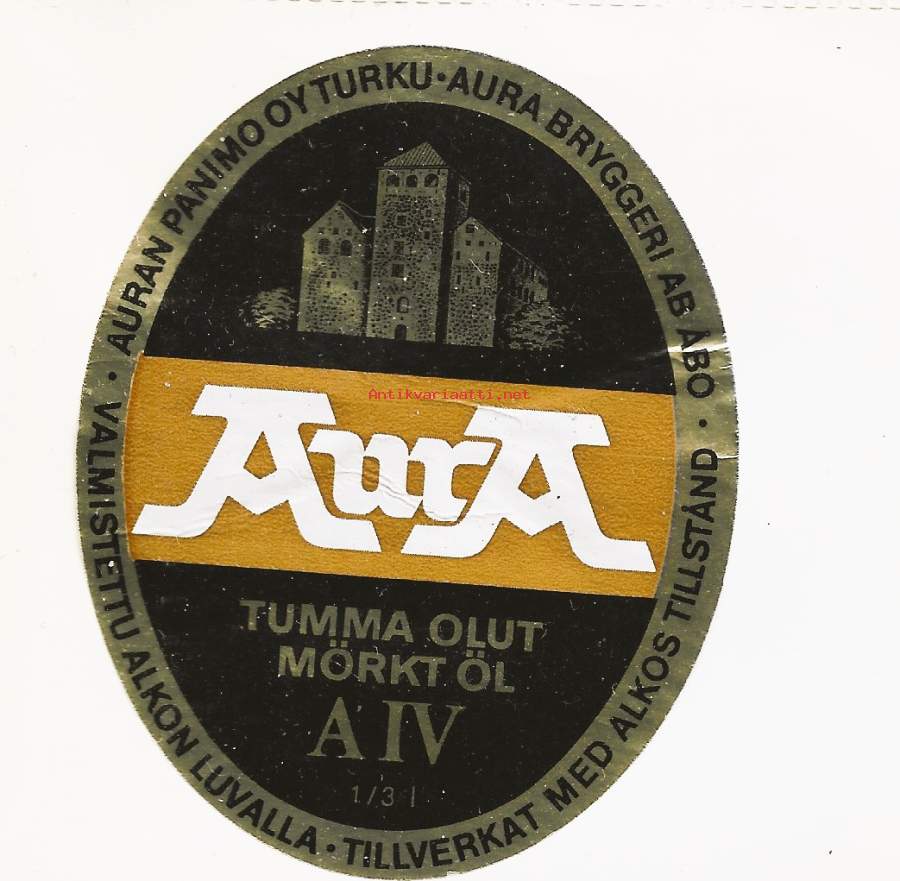 AURAN PANIMO OY TURKU · AURA BRYGGERI AB ÅBO ·
VALMISTETTU ALKON LUVALLA · TILLVERKAT MED ALKOS TILLSTÅND ·
Antikvariaatti.net
AurA
TUMMA OLUT
MÖRKT ÖL
A IV
1/3 l